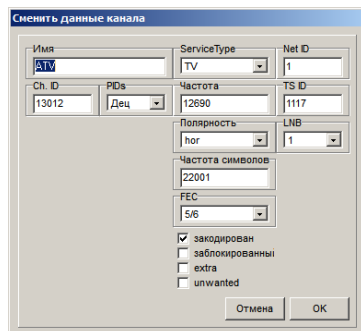 Сменить данные канала
Имя ServiceType Net ID
ATV TV 1
Ch. ID PIDs Частота TS ID
13012 Дец 12690 1117
Полярность LNB
hor 1
Частота символов
22001
FEC
5/6
закодирован
заблокированны
extra
unwanted
Отмена OK